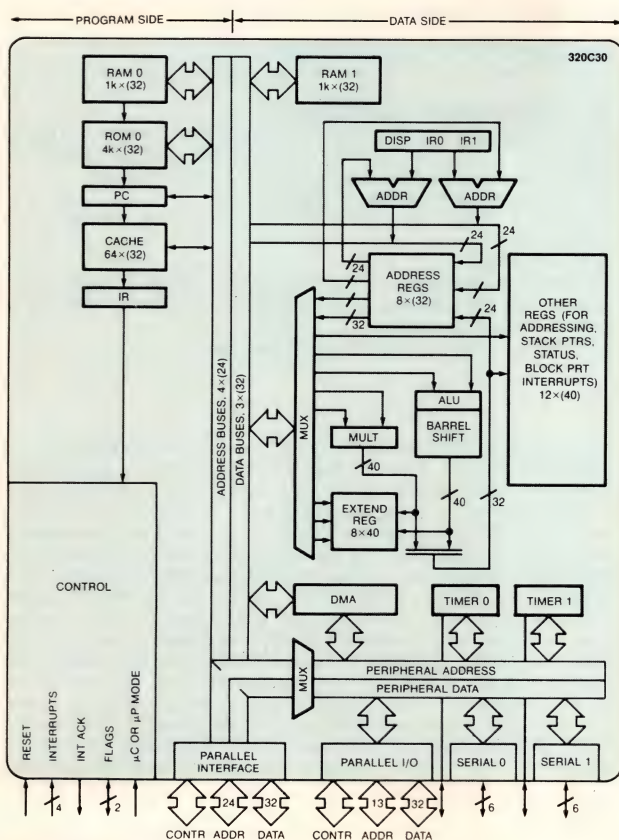 PROGRAM SIDE
DATA SIDE
320C30
RAM 0
1k×(32)
RAM 1
1k×(32)
ROM 0
4k×(32)
DISP IR0 IR1
PC
ADDR
ADDR
CACHE
64×(32)
24
24
24
IR
ADDRESS
REGS
8×(32)
24
32
OTHER
REGS (FOR
ADDRESSING,
STACK PTRS,
STATUS,
BLOCK PRT
INTERRUPTS)
12×(40)
ADDRESS BUSES, 4×(24)
DATA BUSES, 3×(32)
MUX
ALU
BARREL
SHIFT
MULT
40
40
32
EXTEND
REG
8×40
CONTROL
DMA
TIMER 0
TIMER 1
MUX
PERIPHERAL ADDRESS
PERIPHERAL DATA
RESET
INTERRUPTS
INT ACK
FLAGS
µC OR µP MODE
PARALLEL
INTERFACE
PARALLEL I/O
SERIAL 0
SERIAL 1
4
2
24
32
13
32
6
6
CONTR ADDR DATA
CONTR ADDR DATA